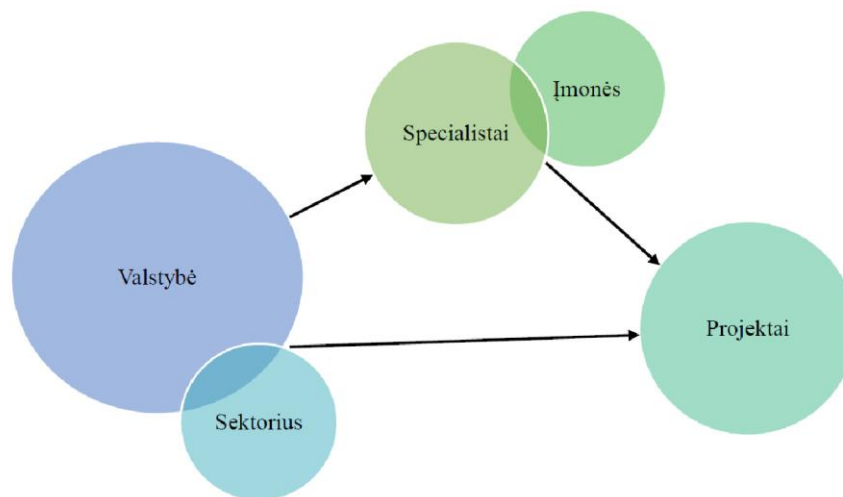 Įmonės
Specialistai
Valstybė
Projektai
Sektorius